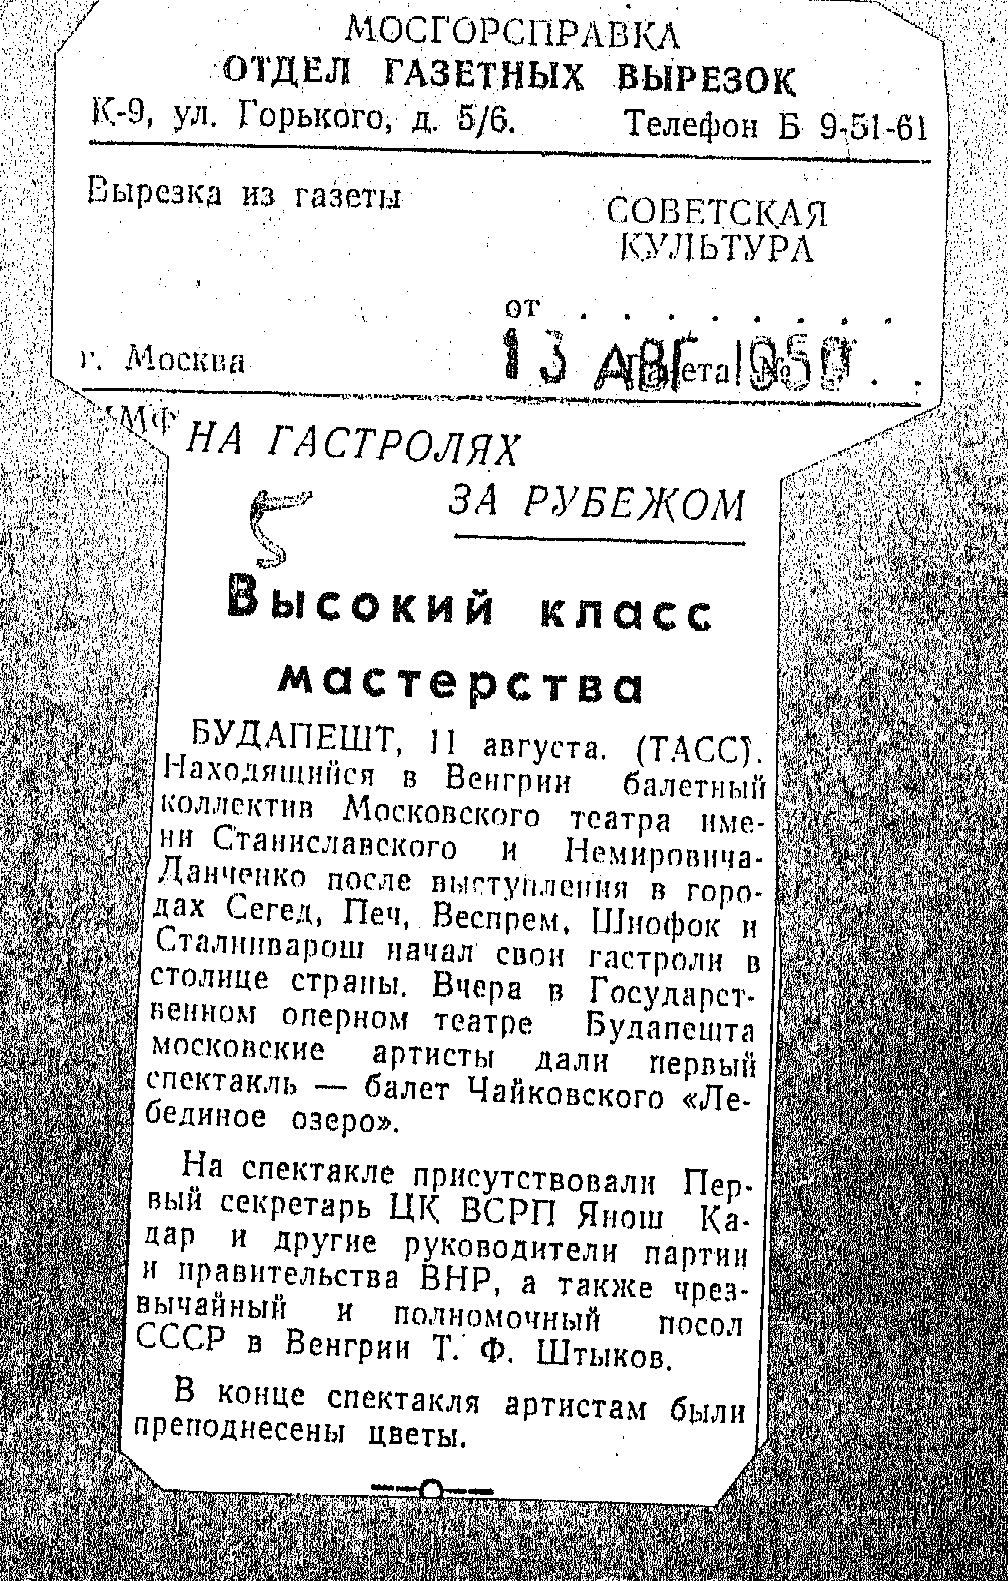 МОСГОРСПРАВКА
ОТДЕЛ ГАЗЕТНЫХ ВЫРЕЗОК
К-9, ул. Горького, д. 5/6. Телефон Б 9-51-61
Вырезка из газеты
СОВЕТСКАЯ
КУЛЬТУРА
от . . . . . . . .
13 АВГ 1960
г. Москва Газета № . .
НА ГАСТРОЛЯХ
ЗА РУБЕЖОМ
Высокий класс
мастерства
БУДАПЕШТ, 11 августа. (ТАСС).
Находящийся в Венгрии балетный
коллектив Московского театра име-
ни Станиславского и Немировича-
Данченко после выступления в горо-
дах Сегед, Печ, Веспрем, Шиофок и
Сталинварош начал свои гастроли в
столице страны. Вчера в Государст-
венном оперном театре Будапешта
московские артисты дали первый
спектакль — балет Чайковского «Ле-
бединое озеро».
На спектакле присутствовали Пер-
вый секретарь ЦК ВСРП Янош Ка-
дар и другие руководители партии
и правительства ВНР, а также чрез-
вычайный и полномочный посол
СССР в Венгрии Т. Ф. Штыков.
В конце спектакля артистам были
преподнесены цветы.